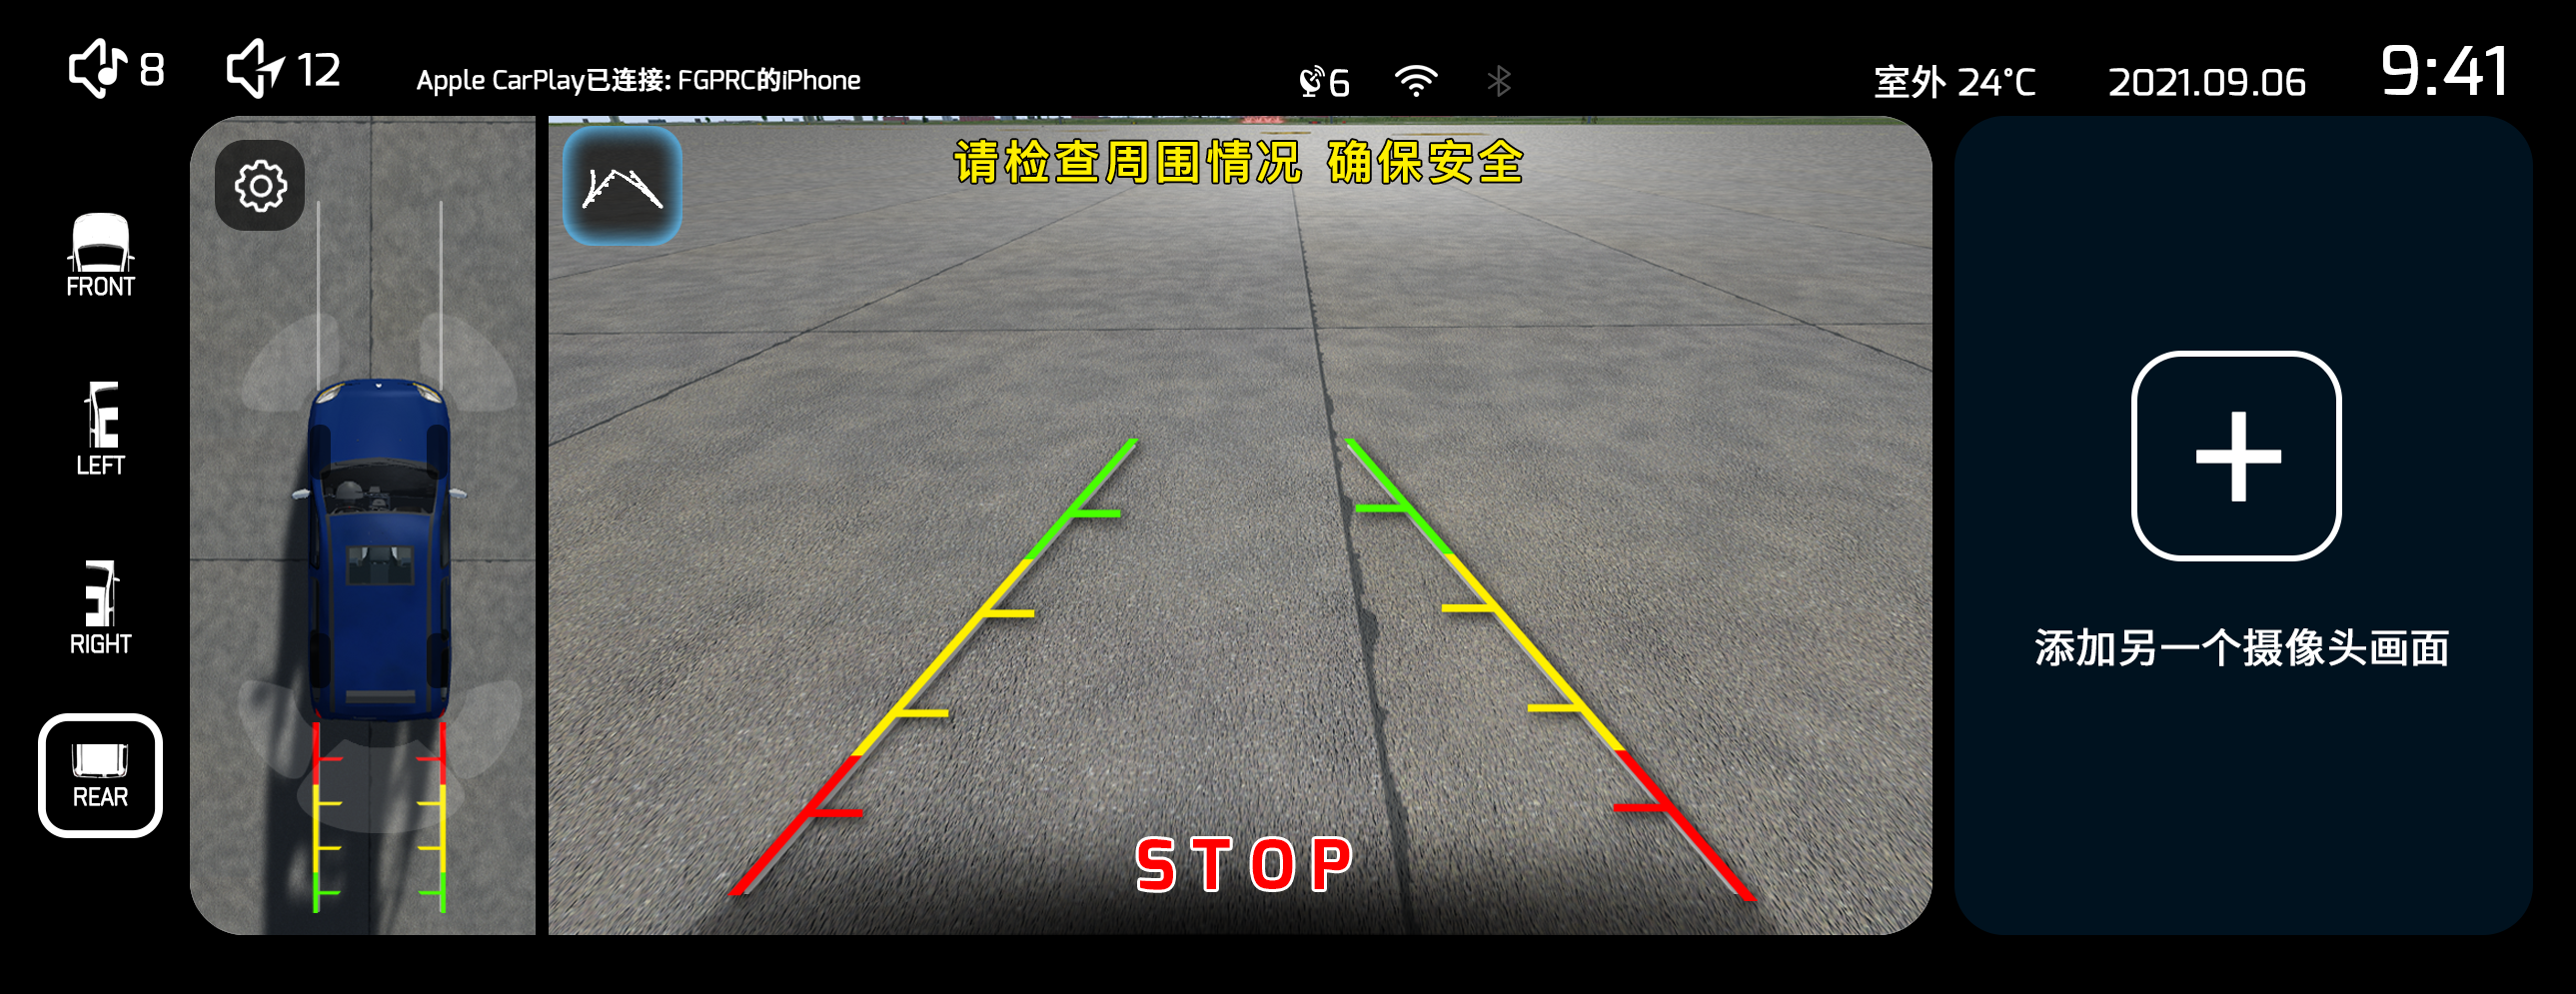 8
12
Apple CarPlay已连接: FGPRC的iPhone
6
室外 24°C
2021.09.06
9:41
请检查周围情况 确保安全
FRONT
LEFT
RIGHT
REAR
STOP
添加另一个摄像头画面